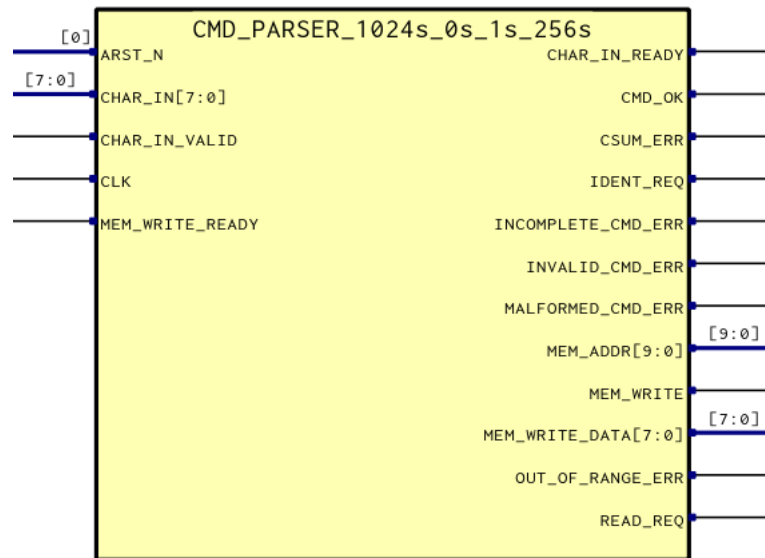 CMD_PARSER_1024s_0s_1s_256s
[0]
ARST_N
[7:0]
CHAR_IN[7:0]
CHAR_IN_VALID
CLK
MEM_WRITE_READY
CHAR_IN_READY
CMD_OK
CSUM_ERR
IDENT_REQ
INCOMPLETE_CMD_ERR
INVALID_CMD_ERR
MALFORMED_CMD_ERR
[9:0]
MEM_ADDR[9:0]
MEM_WRITE
[7:0]
MEM_WRITE_DATA[7:0]
OUT_OF_RANGE_ERR
READ_REQ